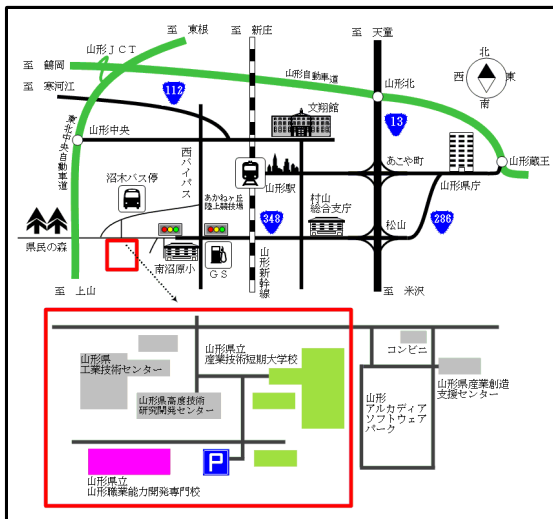 至 東根
至 新庄
至 天童
山形JCT
至 鶴岡
山形自動車道
北
西 東
南
至 寒河江
112
山形北
文翔館
13
山形中央
東北中央自動車道
西バイパス
あこや町
山形蔵王
沼木バス停
山形駅
山形県庁
あかねヶ丘
陸上競技場
村山
総合支庁
348
松山
286
県民の森
南沼原小
GS
山形新幹線
至 上山
至 米沢
山形県
工業技術センター
山形県立
産業技術短期大学校
コンビニ
山形県産業創造
支援センター
山形県高度技術
研究開発センター
山形
アルカディア
ソフトウェア
パーク
P
山形県立
山形職業能力開発専門校